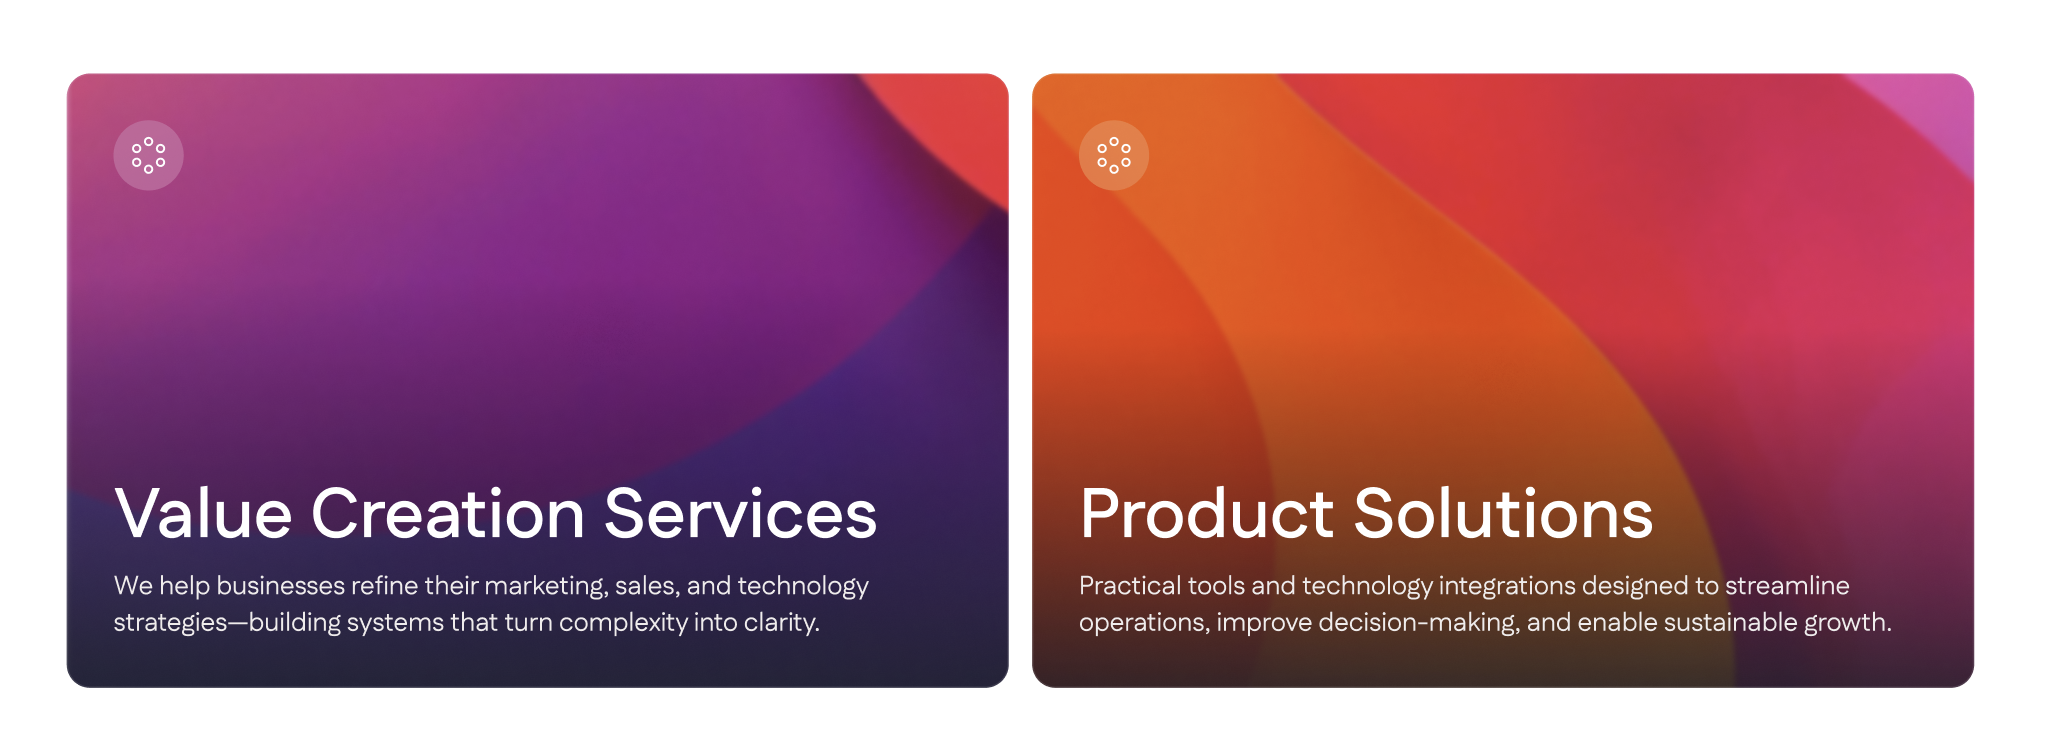 Value Creation Services
We help businesses refine their marketing, sales, and technology
strategies—building systems that turn complexity into clarity.
Product Solutions
Practical tools and technology integrations designed to streamline
operations, improve decision-making, and enable sustainable growth.